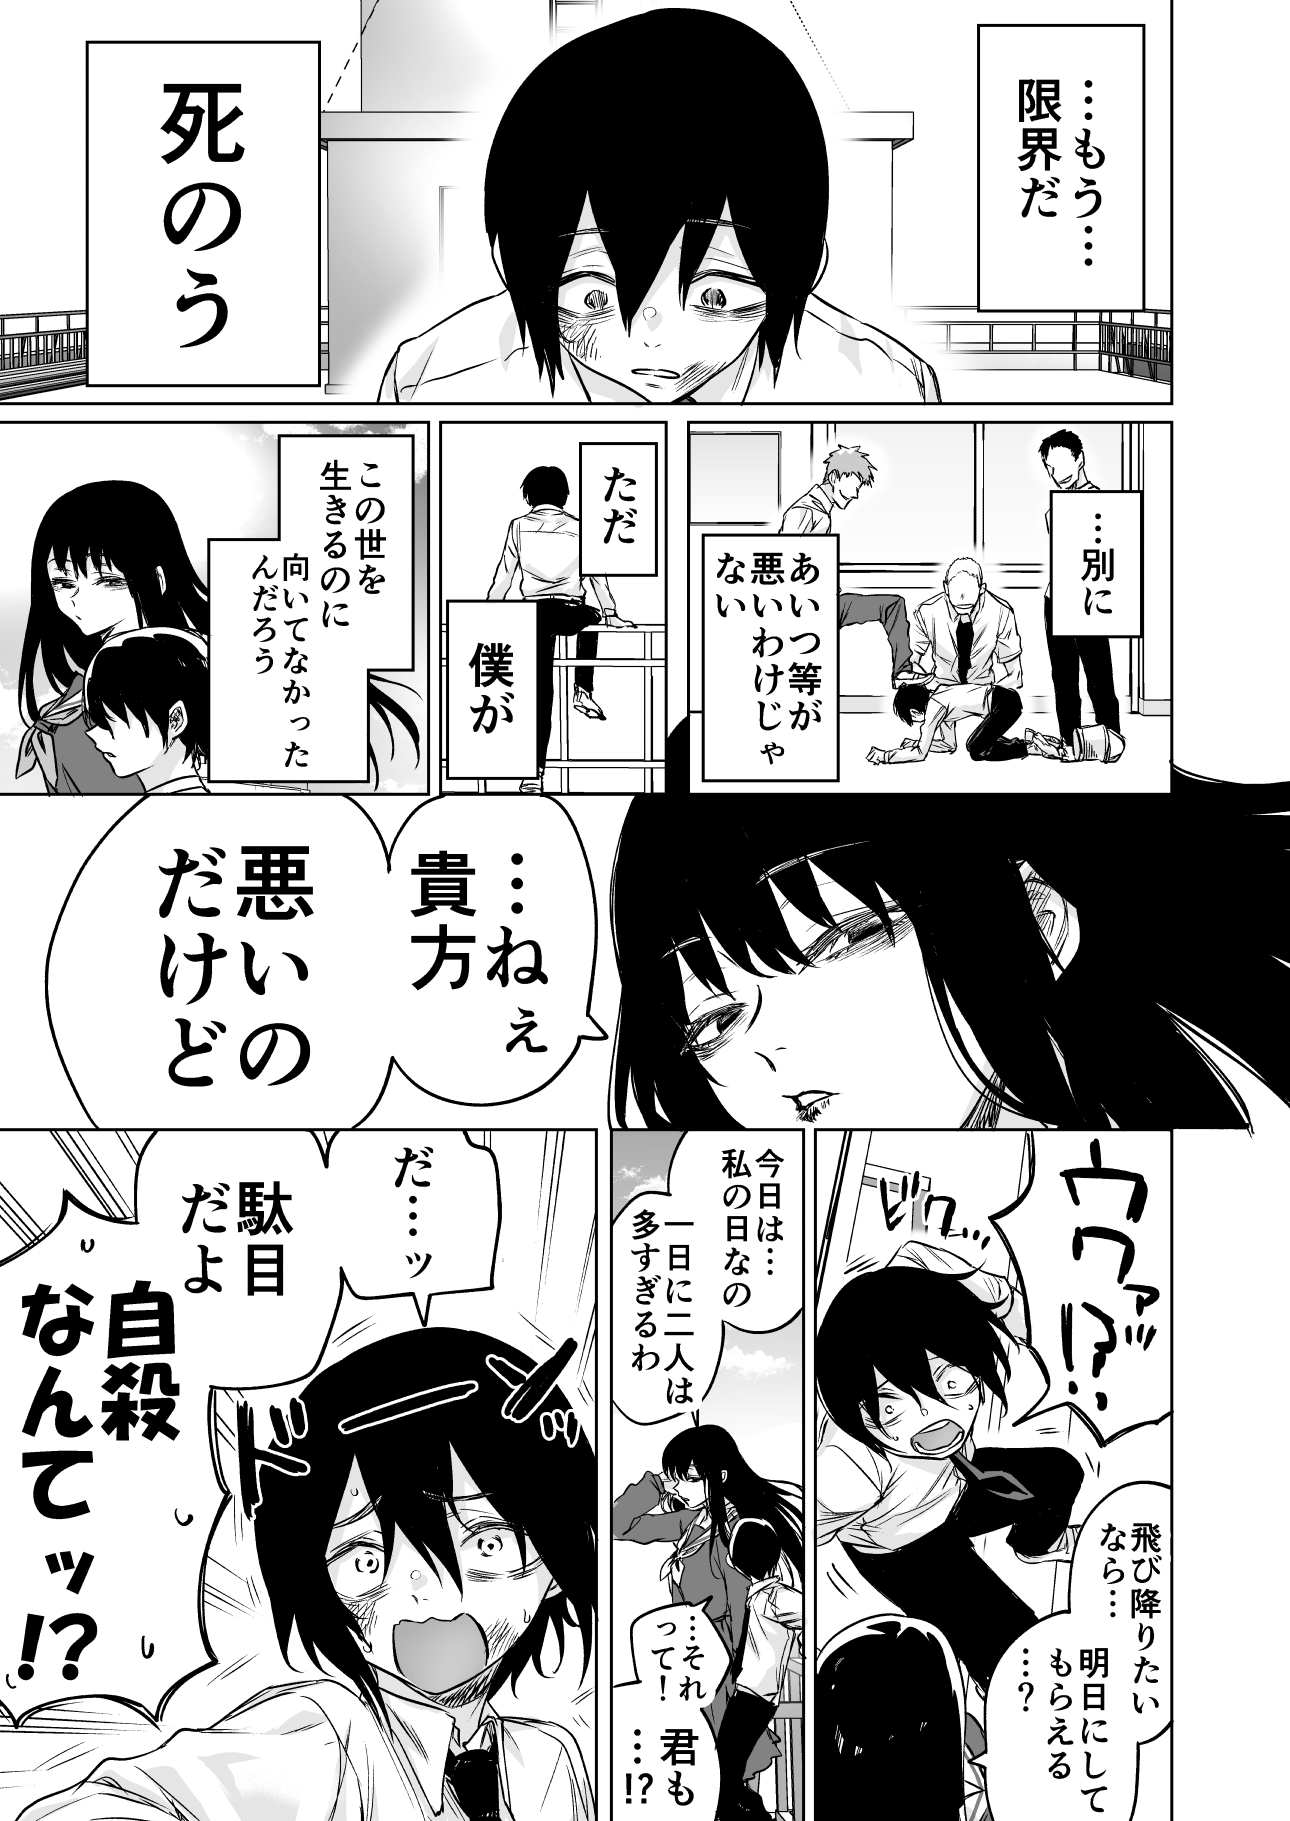 …もう…
限界だ
死のう
…別に
あいつ等が
悪いわけじゃ
ない
ただ
僕が
この世を
生きるのに
向いてなかった
んだろう
…ねぇ
貴方
悪いの
だけど
ウワァッ!?
ビクッ
飛び降りたい
なら…
明日にして
もらえる
…?
今日は…
私の日なの
一日に二人は
多すぎるわ
…それ
って!
君も
…!?
だ…ッ
駄目
だよ
自殺
なんてッ!?
ドーン